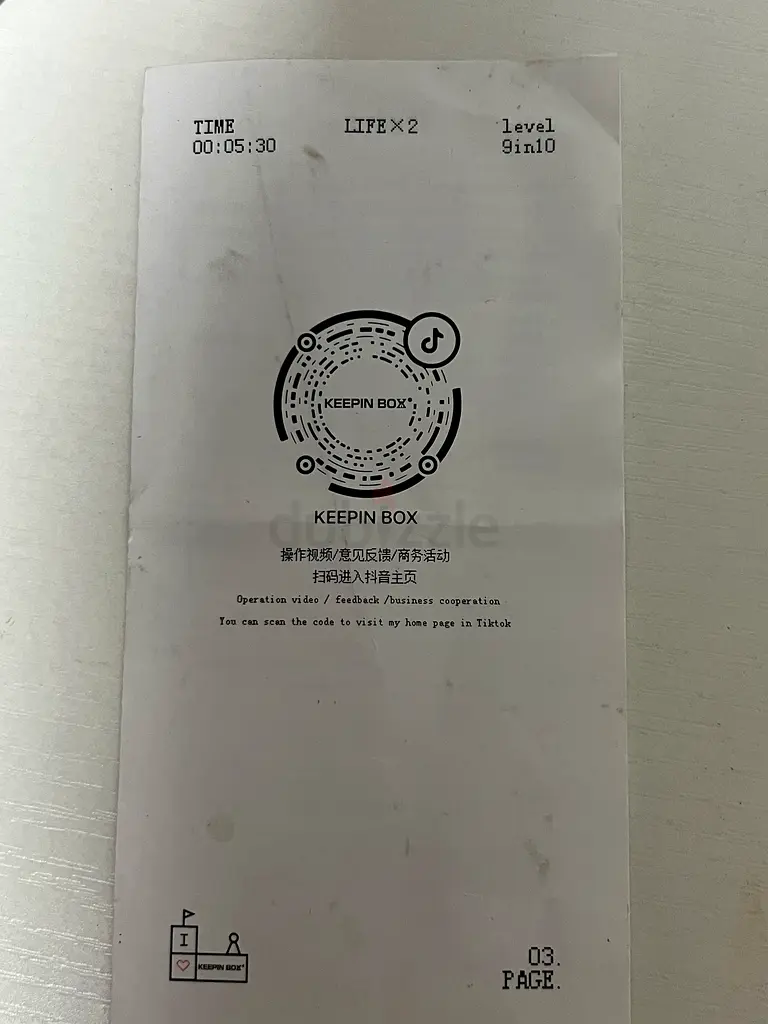 TIME LIFE×2 level
00:05:30 9in10
KEEPIN BOX
KEEPIN BOX
dubizzle
操作视频/意见反馈/商务活动
扫码进入抖音主页
Operation video / feedback /business cooperation
You can scan the code to visit my home page in Tiktok
I
KEEPIN BOX
03.
PAGE.